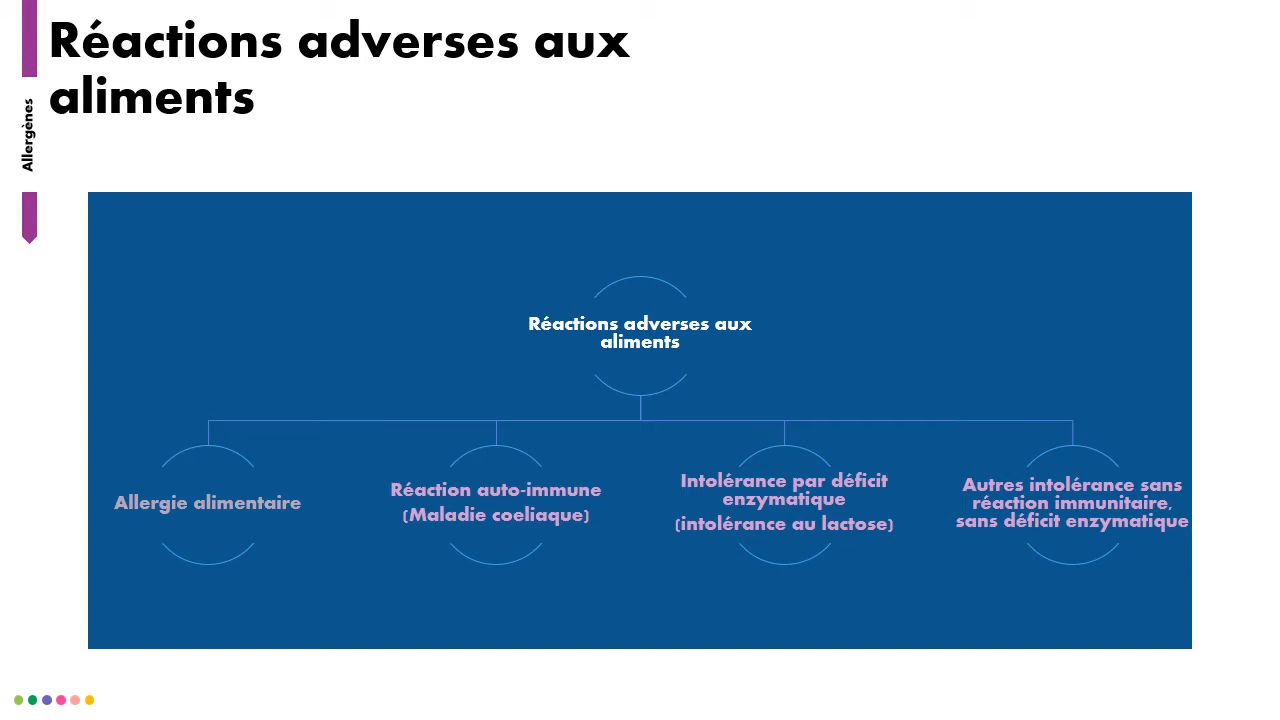 Réactions adverses aux
aliments
Allergènes
Réactions adverses aux
aliments
Allergie alimentaire
Réaction auto-immune
(Maladie coeliaque)
Intolérance par déficit
enzymatique
(intolérance au lactose)
Autres intolérance sans
réaction immunitaire,
sans déficit enzymatique